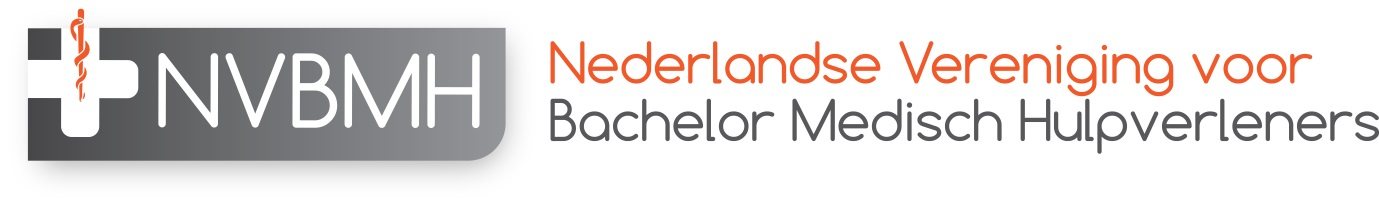 NVBMH
Nederlandse Vereniging voor
Bachelor Medisch Hulpverleners